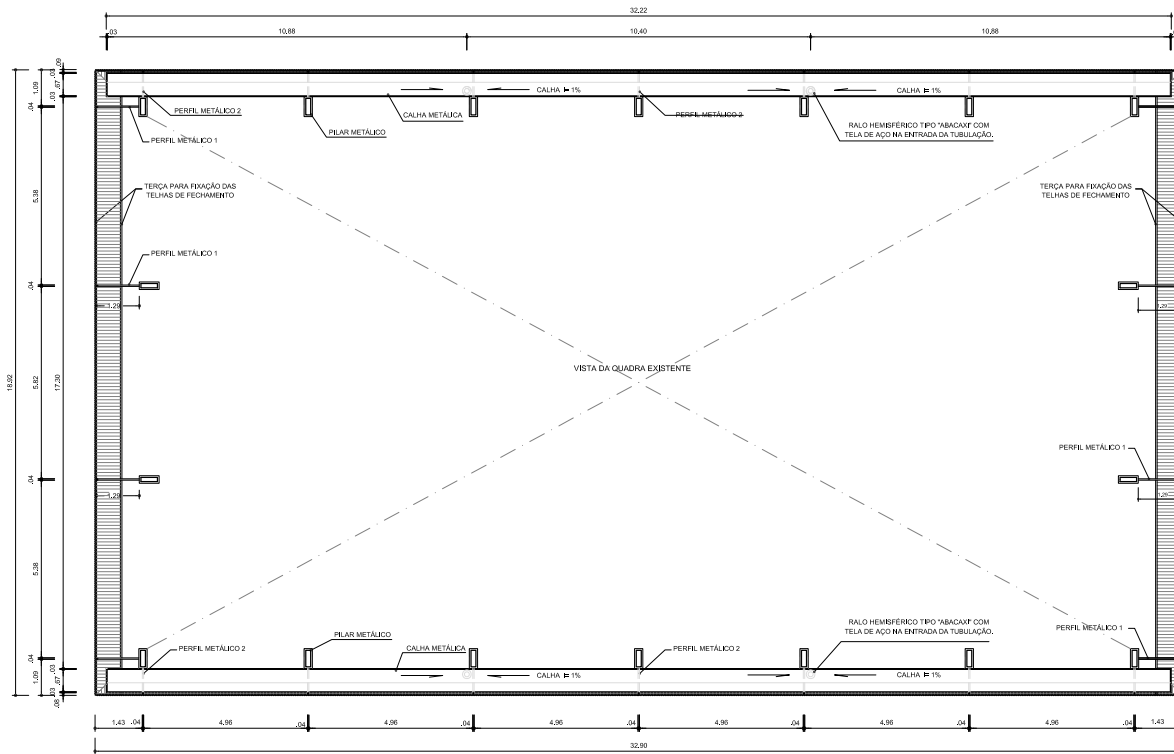 32.22
.03
10.88
10.40
10.88
.09
.03
.67
.03
1.09
.04
CALHA I= 1%
CALHA I= 1%
PERFIL METÁLICO 2
CALHA METÁLICA
PERFIL METÁLICO 2
RALO HEMISFÉRICO TIPO "ABACAXI" COM
TELA DE AÇO NA ENTRADA DA TUBULAÇÃO.
PILAR METÁLICO
PERFIL METÁLICO 1
TERÇA PARA FIXAÇÃO DAS
TELHAS DE FECHAMENTO
TERÇA PARA FIXAÇÃO DAS
TELHAS DE FECHAMENTO
5.38
PERFIL METÁLICO 1
.04
1.29
1.29
VISTA DA QUADRA EXISTENTE
18.92
5.82
17.30
PERFIL METÁLICO 1
.04
1.29
1.29
5.38
RALO HEMISFÉRICO TIPO "ABACAXI" COM
TELA DE AÇO NA ENTRADA DA TUBULAÇÃO.
PERFIL METÁLICO 1
PILAR METÁLICO
PERFIL METÁLICO 2
CALHA METÁLICA
PERFIL METÁLICO 2
.04
.03
1.09
.67
.03
.08
CALHA I= 1%
CALHA I= 1%
1.43
.04
4.96
.04
4.96
.04
4.96
.04
4.96
.04
4.96
.04
4.96
.04
1.43
32.90